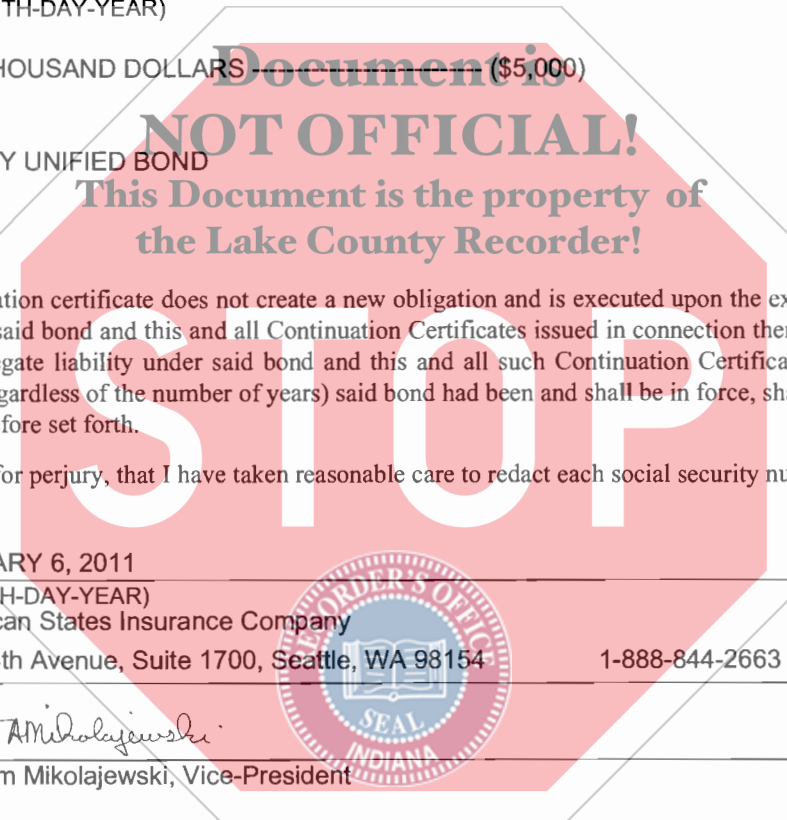 TH-DAY-YEAR)
HOUSAND DOLLARS ------------------------- ($5,000)
Document is
NOT OFFICIAL!
Y UNIFIED BOND
This Document is the property of
the Lake County Recorder!
ation certificate does not create a new obligation and is executed upon the ex
said bond and this and all Continuation Certificates issued in connection ther
egate liability under said bond and this and all such Continuation Certifica
gardless of the number of years) said bond had been and shall be in force, sha
fore set forth.
STOP
for perjury, that I have taken reasonable care to redact each social security nu
ARY 6, 2011
H-DAY-YEAR)
can States Insurance Company
th Avenue, Suite 1700, Seattle, WA 98154 1-888-844-2663
RECORDER'S OFFICE
SEAL
INDIANA
AMikolajewski
m Mikolajewski, Vice-President